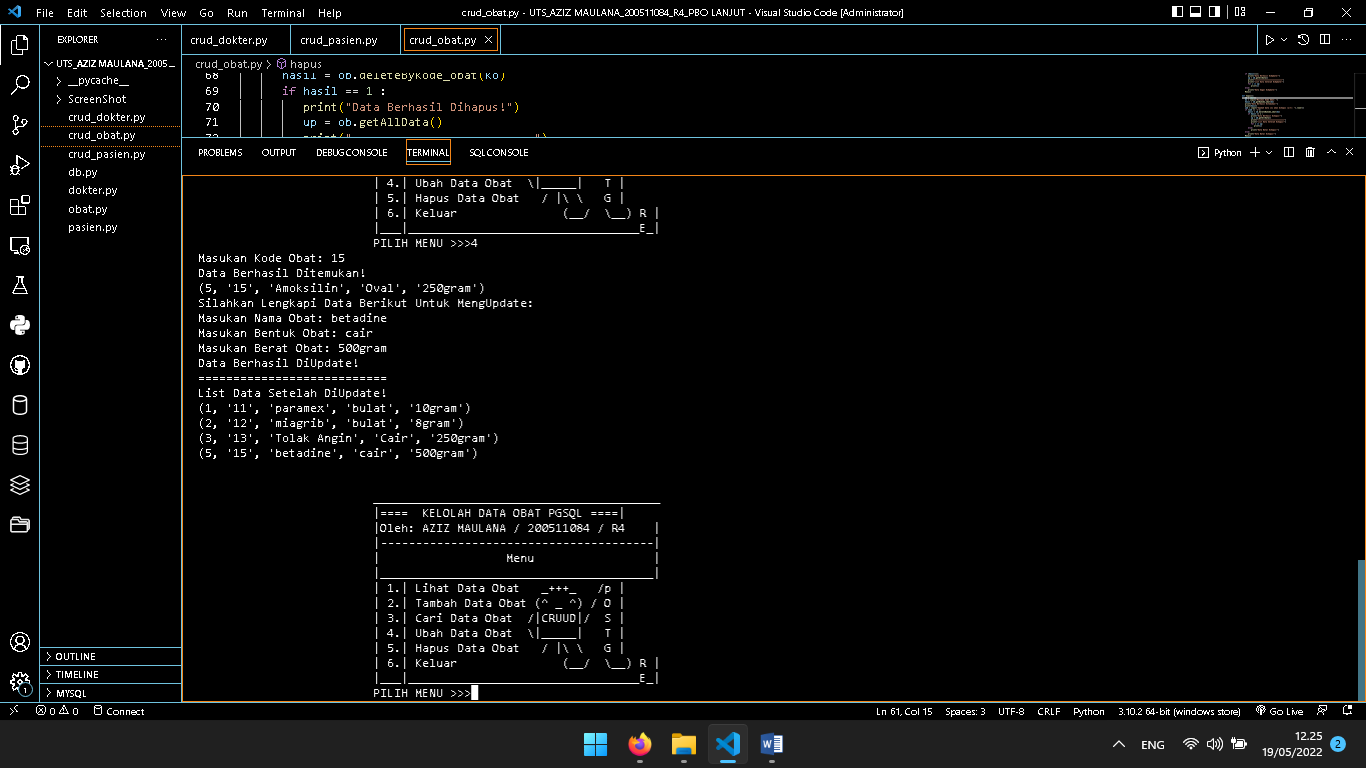 File Edit Selection View Go Run Terminal Help
crud_obat.py - UTS_AZIZ MAULANA_200511084_R4_PBO LANJUT - Visual Studio Code [Administrator]
EXPLORER
UTS_AZIZ MAULANA_2005...
__pycache__
ScreenShot
crud_dokter.py
crud_obat.py
crud_pasien.py
db.py
dokter.py
obat.py
pasien.py
OUTLINE
TIMELINE
MYSQL
crud_dokter.py crud_pasien.py crud_obat.py
crud_obat.py > hapus
68 hasil = ob.deleteByKode_obat(Ko)
69 if hasil == 1 :
70 print("Data Berhasil Dihapus!")
71 up = ob.getAllData()
PROBLEMS OUTPUT DEBUG CONSOLE TERMINAL SQL CONSOLE
Python
| 4.| Ubah Data Obat  \|_____|   T |
| 5.| Hapus Data Obat   / |\ \   G |
| 6.| Keluar               (__/  \__) R |
|___|_________________________________E_|
PILIH MENU >>>4
Masukan Kode Obat: 15
Data Berhasil Ditemukan!
(5, '15', 'Amoksilin', 'Oval', '250gram')
Silahkan Lengkapi Data Berikut Untuk MengUpdate:
Masukan Nama Obat: betadine
Masukan Bentuk Obat: cair
Masukan Berat Obat: 500gram
Data Berhasil DiUpdate!
===========================
List Data Setelah DiUpdate!
(1, '11', 'paramex', 'bulat', '10gram')
(2, '12', 'miagrib', 'bulat', '8gram')
(3, '13', 'Tolak Angin', 'Cair', '250gram')
(5, '15', 'betadine', 'cair', '500gram')
_________________________________________
|====  KELOLAH DATA OBAT PGSQL ====|
|Oleh: AZIZ MAULANA / 200511084 / R4    |
|---------------------------------------|
|                  Menu                 |
|_______________________________________|
| 1.| Lihat Data Obat   _+++_   /p |
| 2.| Tambah Data Obat (^ _ ^) / O |
| 3.| Cari Data Obat  /|CRUUD|/  S |
| 4.| Ubah Data Obat  \|_____|   T |
| 5.| Hapus Data Obat   / |\ \   G |
| 6.| Keluar               (__/  \__) R |
|___|_________________________________E_|
PILIH MENU >>>
1
0 0 Connect
Ln 61, Col 15 Spaces: 3 UTF-8 CRLF Python 3.10.2 64-bit (windows store) Go Live
ENG
12.25
19/05/2022
2